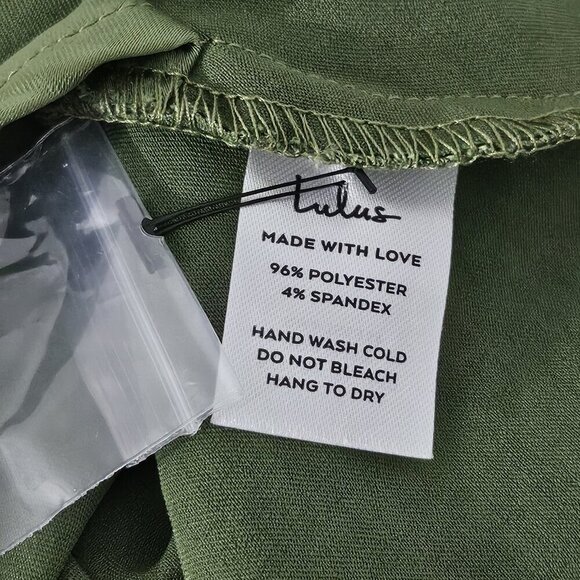 Lulus
MADE WITH LOVE
96% POLYESTER
4% SPANDEX
HAND WASH COLD
DO NOT BLEACH
HANG TO DRY